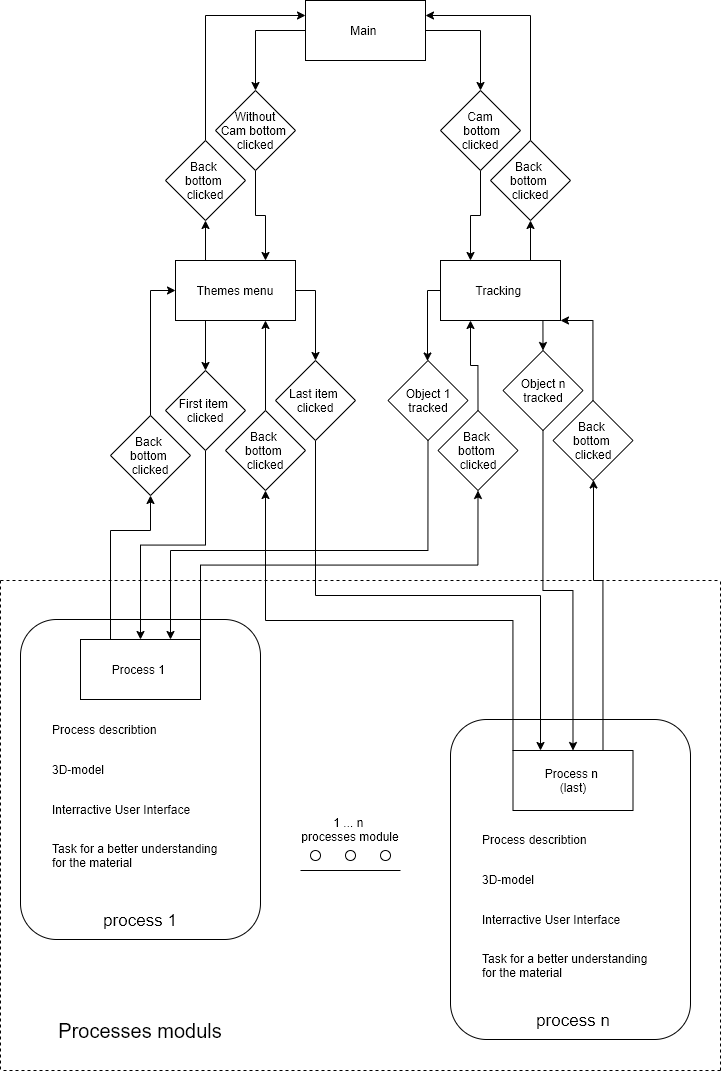 Main
Without
Cam bottom
clicked
Cam
bottom
clicked
Back
bottom
clicked
Back
bottom
clicked
Themes menu
Tracking
First item
clicked
Last item
clicked
Object 1
tracked
Object n
tracked
Back
bottom
clicked
Back
bottom
clicked
Back
bottom
clicked
Back
bottom
clicked
Process 1
Process describtion
3D-model
Interractive User Interface
Task for a better understanding
for the material
process 1
1 ... n
processes module
Process n
(last)
Process describtion
3D-model
Interractive User Interface
Task for a better understanding
for the material
process n
Processes moduls